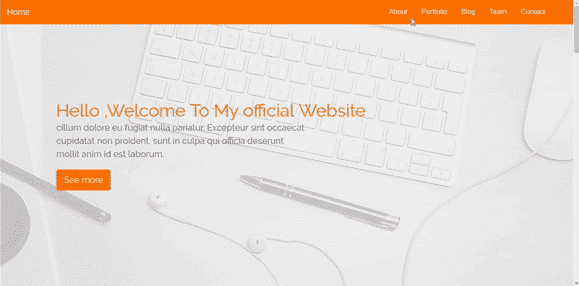 Home
About Portfolio Blog Team Contact
Hello ,Welcome To My official Website
cillum dolore eu fugiat nulla pariatur. Excepteur sint occaecat
cupidatat non proident, sunt in culpa qui officia deserunt
mollit anim id est laborum.
See more